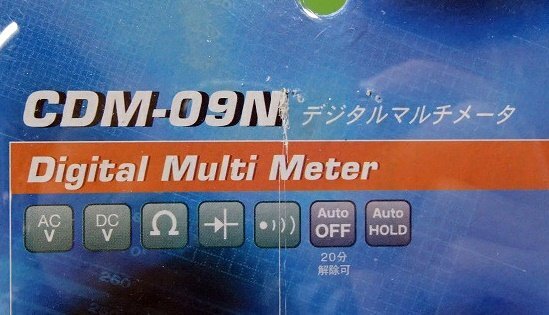 CDM-09N デジタルマルチメータ
Digital Multi Meter
AC V DC V Ω Auto OFF Auto HOLD
20分
解除可